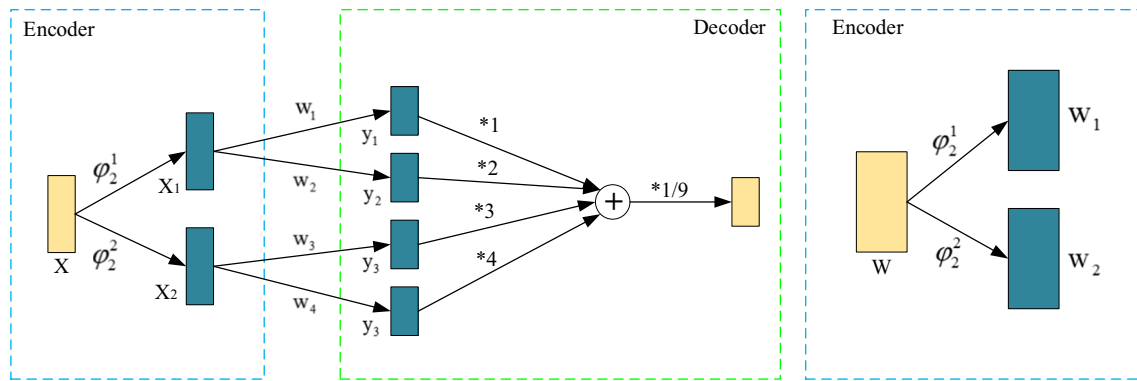 Encoder
X
φ₂¹
φ₂²
X₁
X₂
w₁
w₂
w₃
w₄
Decoder
y₁
y₂
y₃
y₃
*1
*2
*3
*4
+
*1/9
Encoder
W
φ₂¹
φ₂²
W₁
W₂